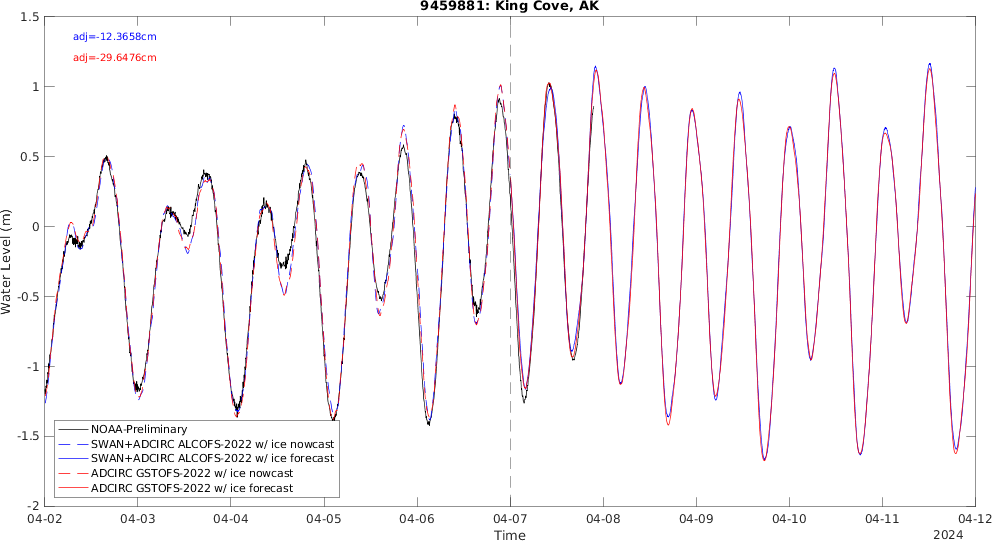 9459881: King Cove, AK
adj=-12.3658cm
adj=-29.6476cm
1.5
1
0.5
0
-0.5
-1
-1.5
-2
Water Level (m)
NOAA-Preliminary
SWAN+ADCIRC ALCOFS-2022 w/ ice nowcast
SWAN+ADCIRC ALCOFS-2022 w/ ice forecast
ADCIRC GSTOFS-2022 w/ ice nowcast
ADCIRC GSTOFS-2022 w/ ice forecast
04-02 04-03 04-04 04-05 04-06 04-07 04-08 04-09 04-10 04-11 04-12
Time
2024